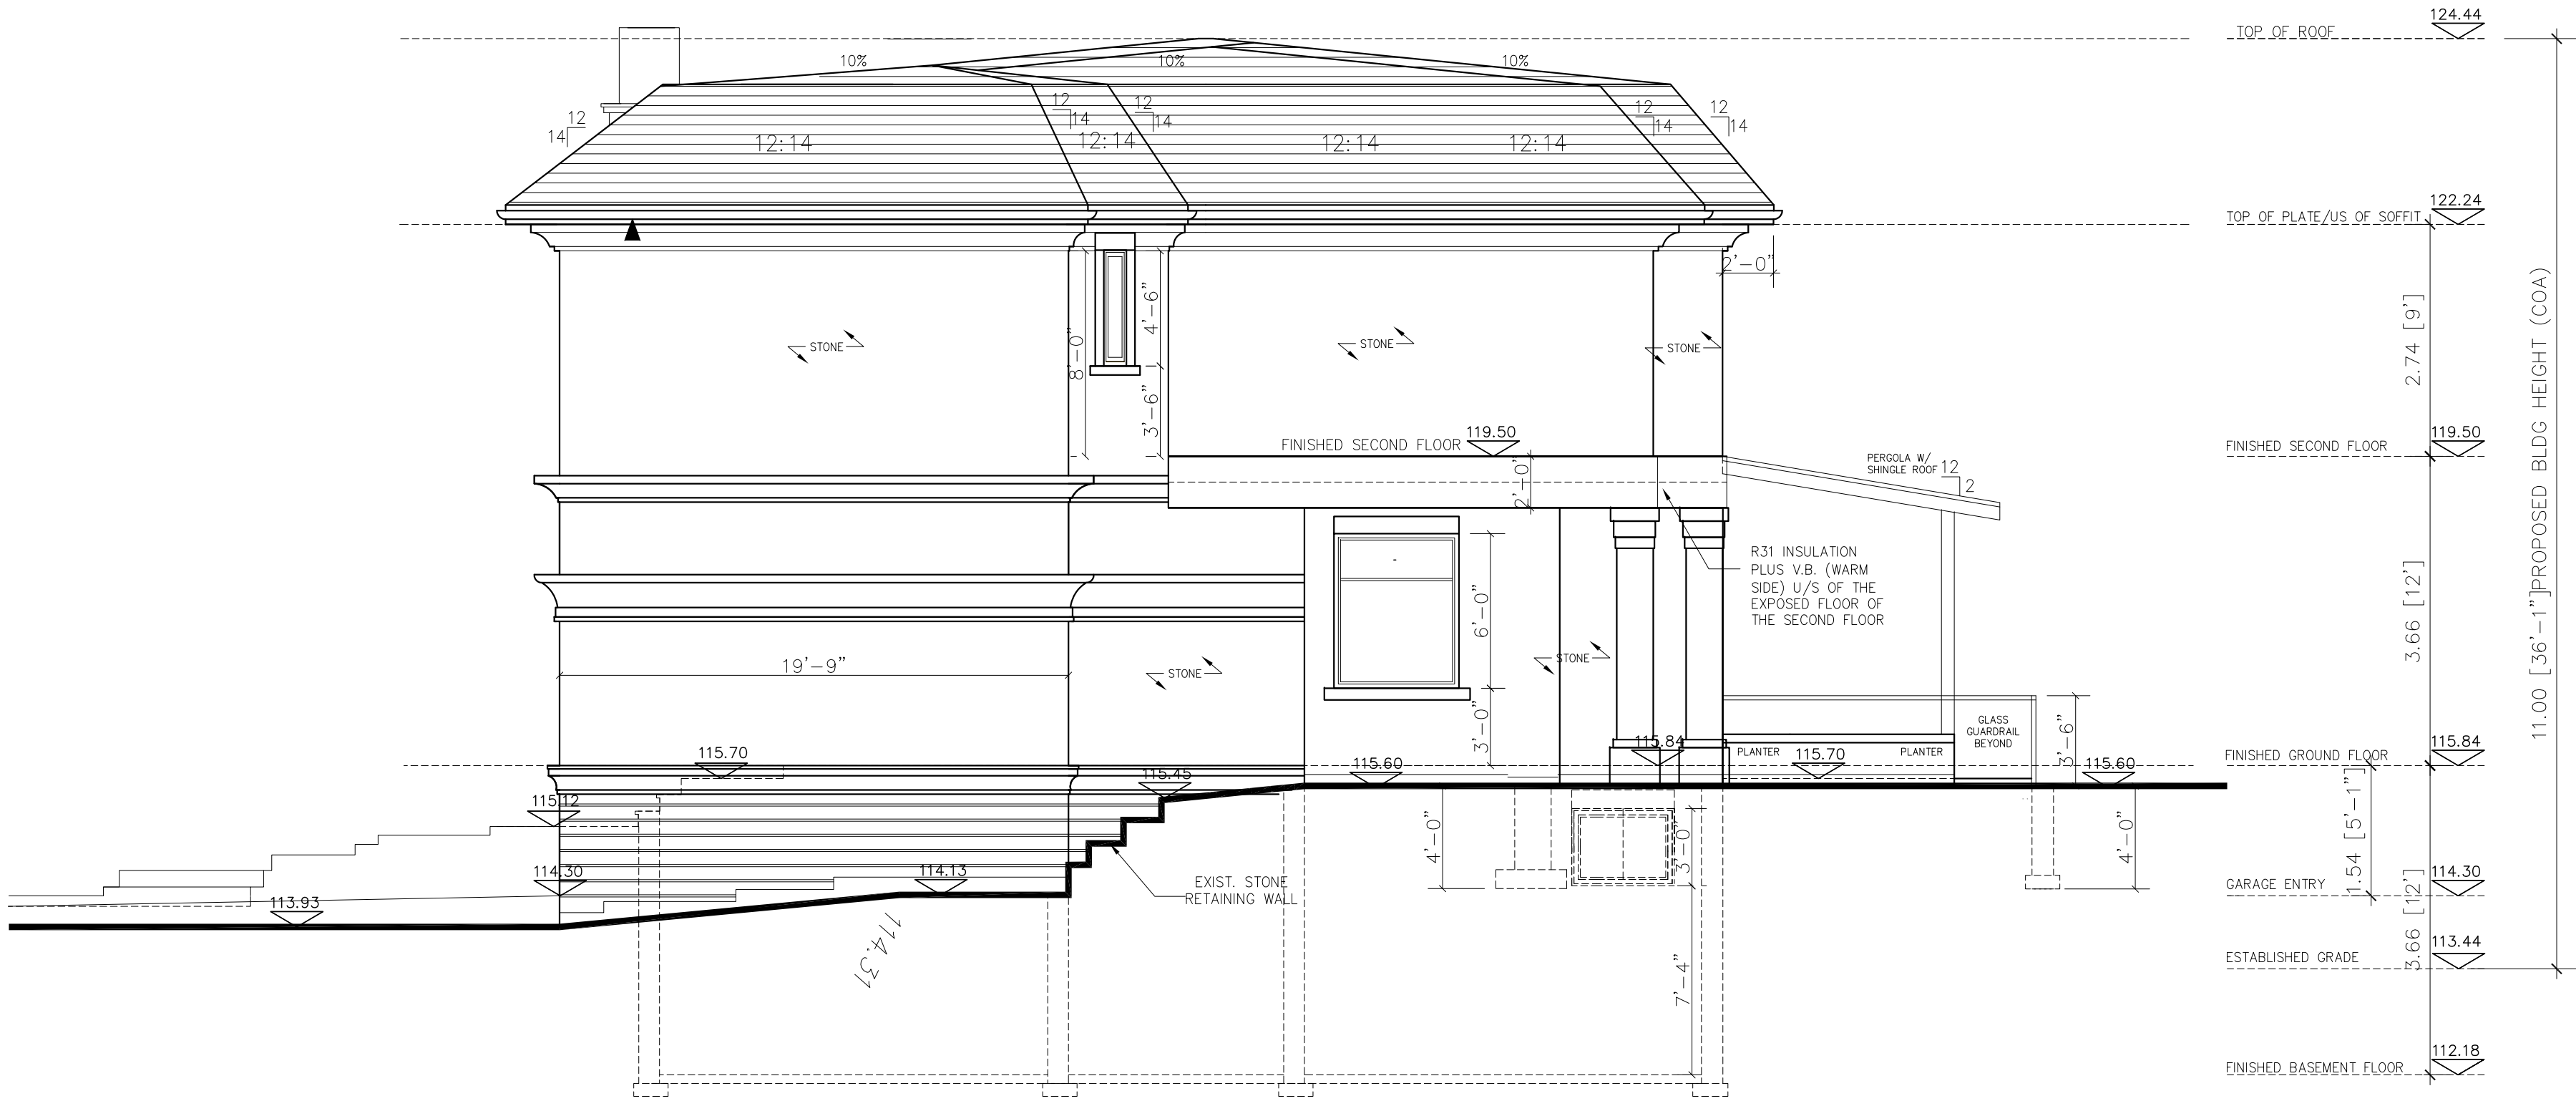 124.44
TOP OF ROOF
10%
10%
10%
12
14
12
14
12
14
12
14
12
14
12:14
12:14
12:14
12:14
122.24
TOP OF PLATE/US OF SOFFIT
2'-0"
STONE
STONE
STONE
8'-0"
4'-6"
3'-6"
2.74 [9']
11.00 [36'-1"]PROPOSED BLDG HEIGHT (COA)
FINISHED SECOND FLOOR
119.50
119.50
FINISHED SECOND FLOOR
2'-0"
PERGOLA W/
SHINGLE ROOF
12
2
R31 INSULATION
PLUS V.B. (WARM
SIDE) U/S OF THE
EXPOSED FLOOR OF
THE SECOND FLOOR
3.66 [12']
6'-0"
3'-0"
19'-9"
STONE
STONE
GLASS
GUARDRAIL
BEYOND
3'-6"
PLANTER
PLANTER
115.70
115.84
115.70
115.60
115.60
115.45
115.12
115.84
FINISHED GROUND FLOOR
1.54 [5'-1"]
4'-0"
3'-0"
4'-0"
114.30
114.13
113.93
EXIST. STONE
RETAINING WALL
114.31
114.30
GARAGE ENTRY
3.66 [12']
113.44
ESTABLISHED GRADE
7'-4"
112.18
FINISHED BASEMENT FLOOR